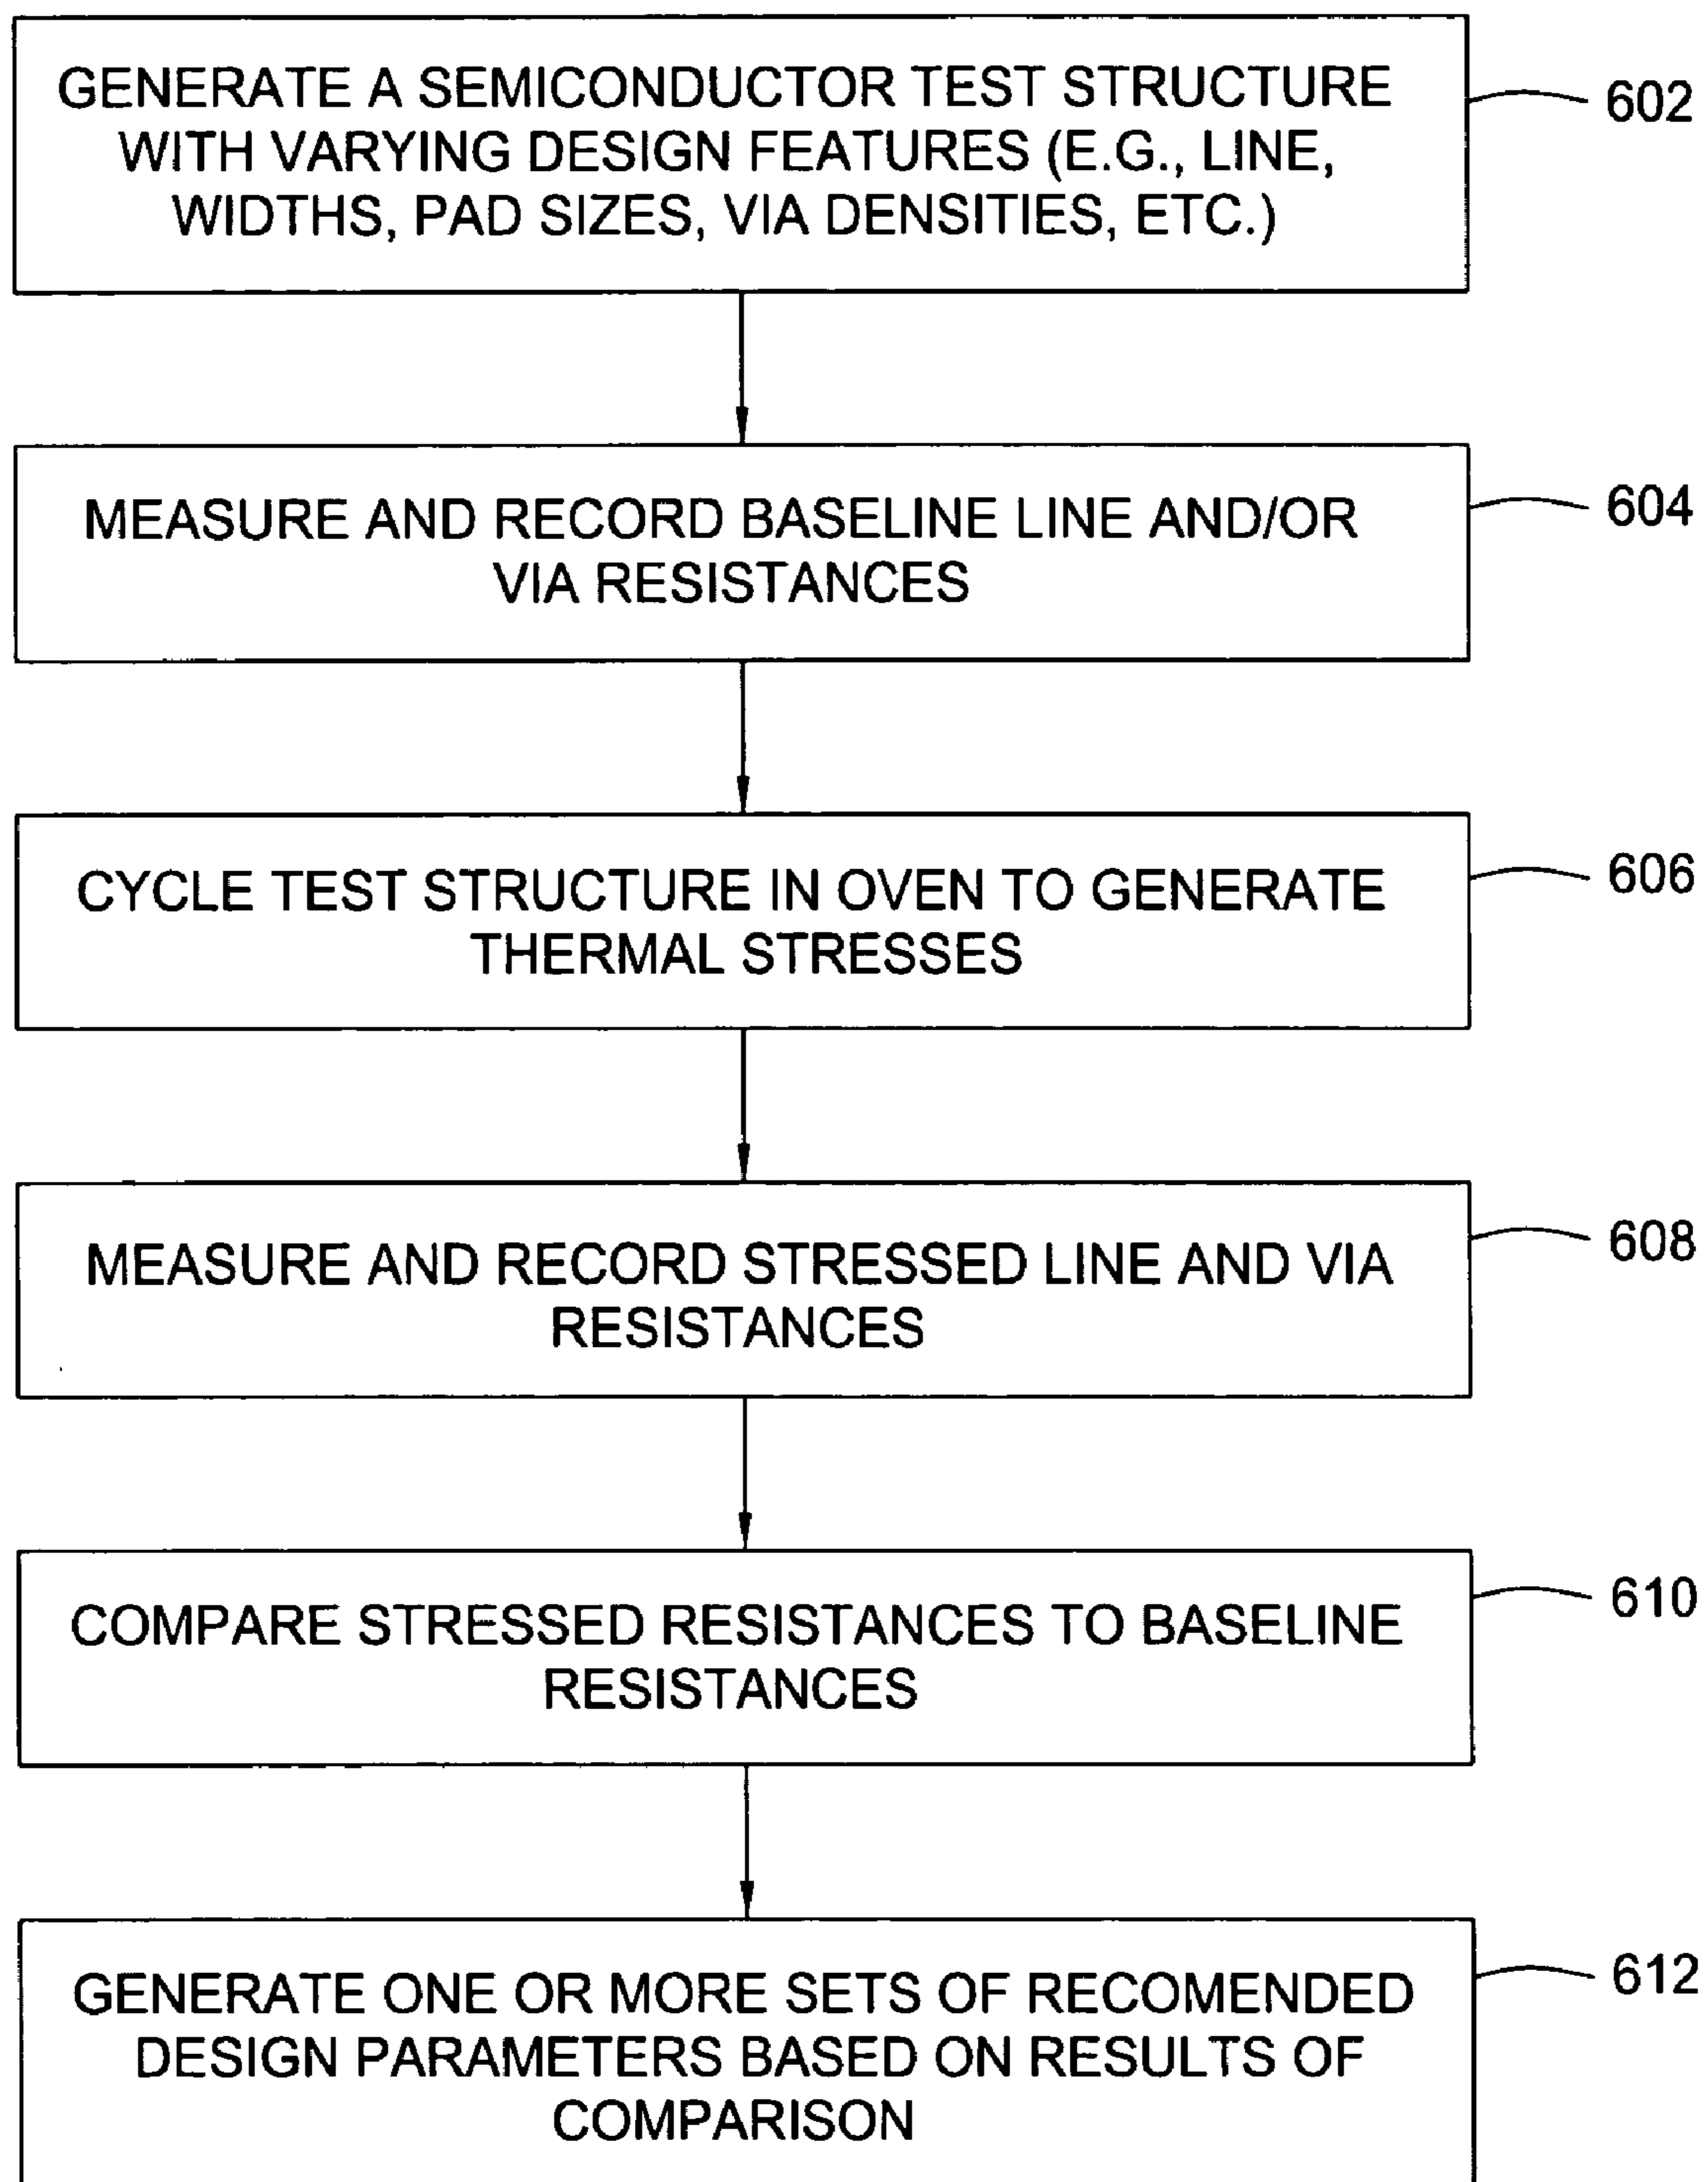 GENERATE A SEMICONDUCTOR TEST STRUCTURE
WITH VARYING DESIGN FEATURES (E.G., LINE,
WIDTHS, PAD SIZES, VIA DENSITIES, ETC.)
602
MEASURE AND RECORD BASELINE LINE AND/OR
VIA RESISTANCES
604
CYCLE TEST STRUCTURE IN OVEN TO GENERATE
THERMAL STRESSES
606
MEASURE AND RECORD STRESSED LINE AND VIA
RESISTANCES
608
COMPARE STRESSED RESISTANCES TO BASELINE
RESISTANCES
610
GENERATE ONE OR MORE SETS OF RECOMENDED
DESIGN PARAMETERS BASED ON RESULTS OF
COMPARISON
612